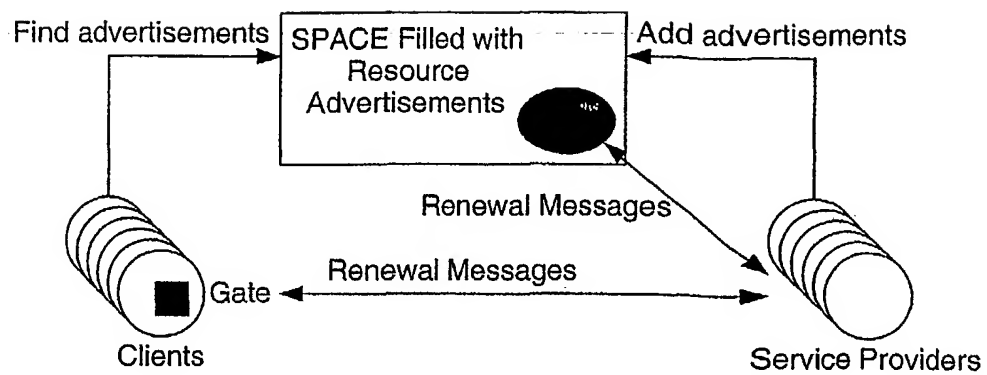 Find advertisements
SPACE Filled with
Resource
Advertisements
Add advertisements
Renewal Messages
Renewal Messages
Gate
Clients
Service Providers